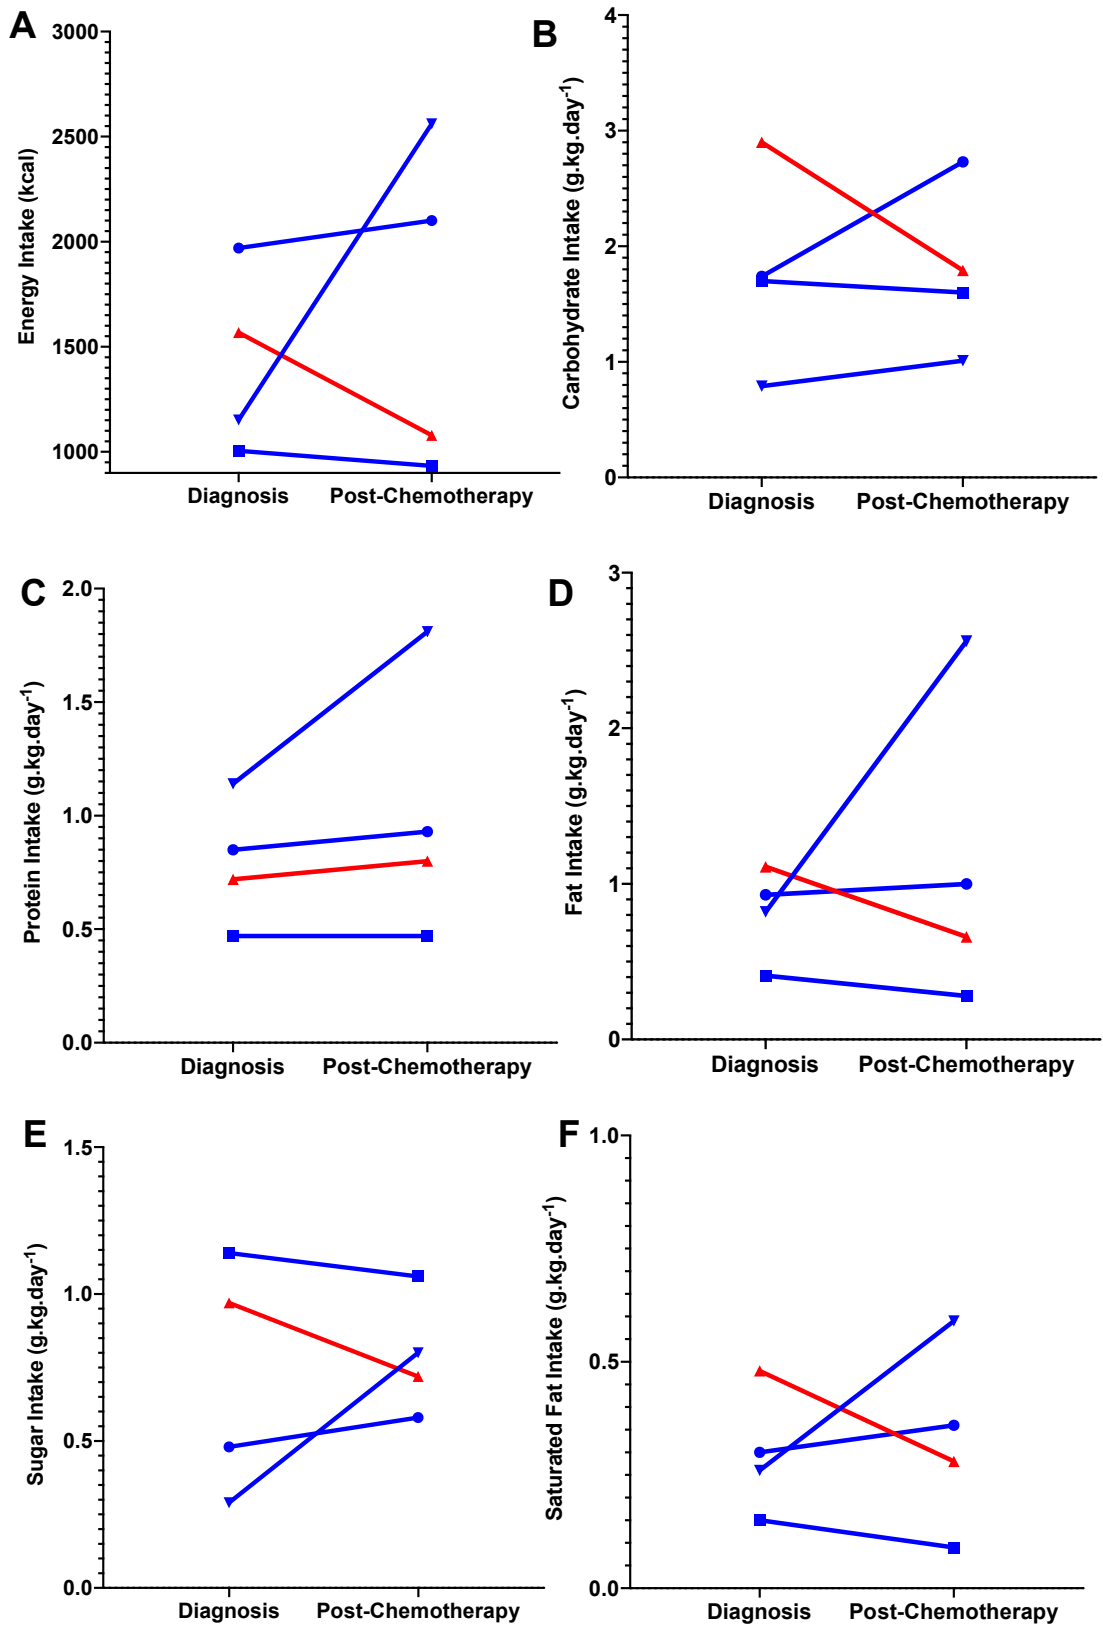 A
Energy Intake (kcal)
3000
2500
2000
1500
1000
Diagnosis Post-Chemotherapy
B
Carbohydrate Intake (g.kg.day-1)
4
3
2
1
0
Diagnosis Post-Chemotherapy
C
Protein Intake (g.kg.day-1)
2.0
1.5
1.0
0.5
0.0
Diagnosis Post-Chemotherapy
D
Fat Intake (g.kg.day-1)
3
2
1
0
Diagnosis Post-Chemotherapy
E
Sugar Intake (g.kg.day-1)
1.5
1.0
0.5
0.0
Diagnosis Post-Chemotherapy
F
Saturated Fat Intake (g.kg.day-1)
1.0
0.5
0.0
Diagnosis Post-Chemotherapy